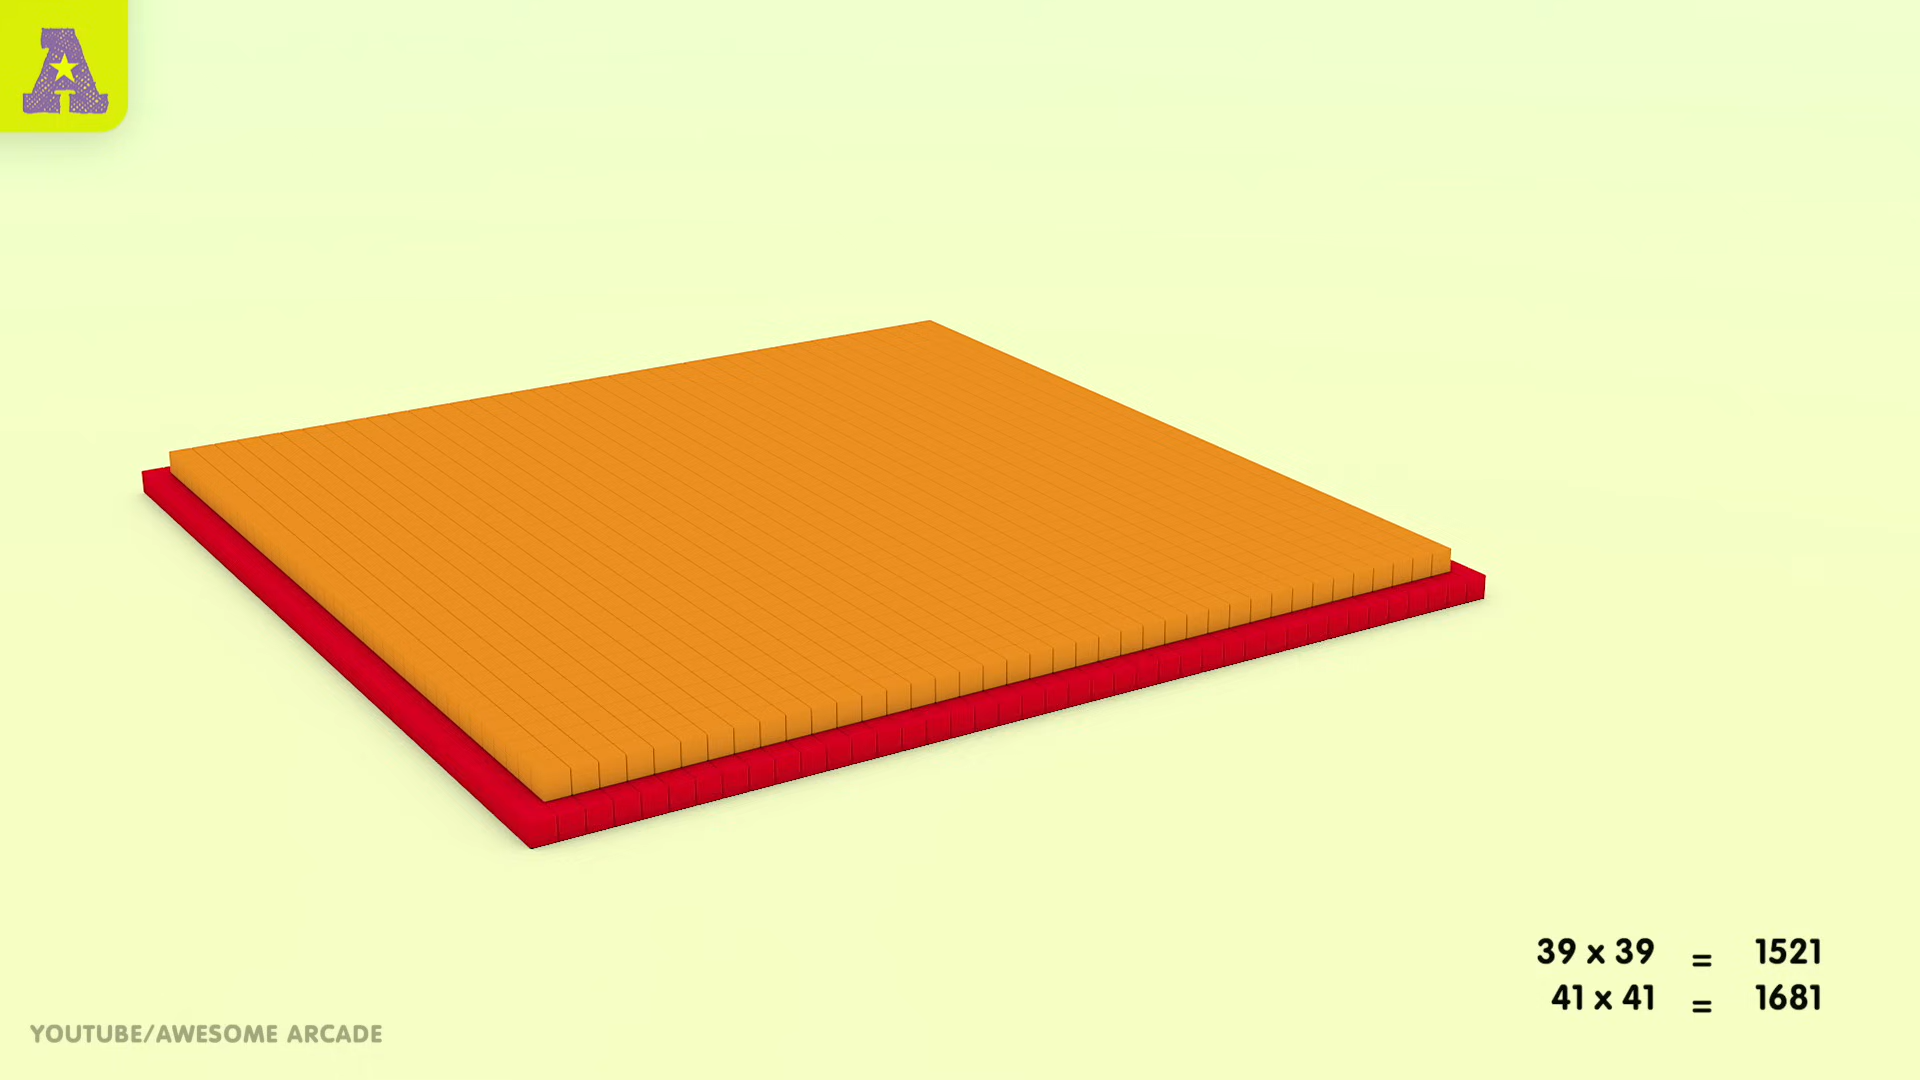 A
39 x 39 = 1521
41 x 41 = 1681
YOUTUBE/AWESOME ARCADE